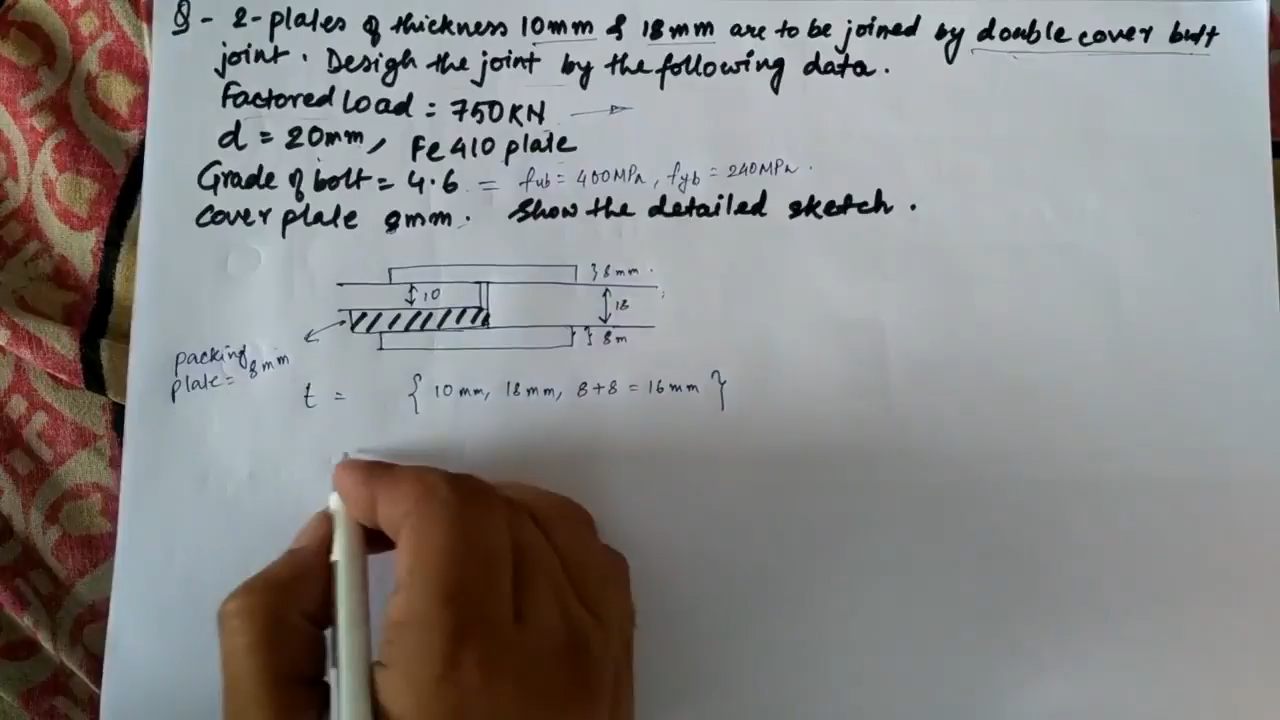 Q - 2-plates of thickness 10mm & 18mm are to be joined by double cover butt
joint. Design the joint by the following data.
Factored Load = 750KN
d = 20mm, Fe410 plate
Grade of bolt = 4.6 = fub = 400MPa, fyb = 240MPa.
Cover plate 8mm. Show the detailed sketch.
8mm
10
18
8m
packing
plate = 8mm
t = { 10mm, 18mm, 8+8 = 16mm }